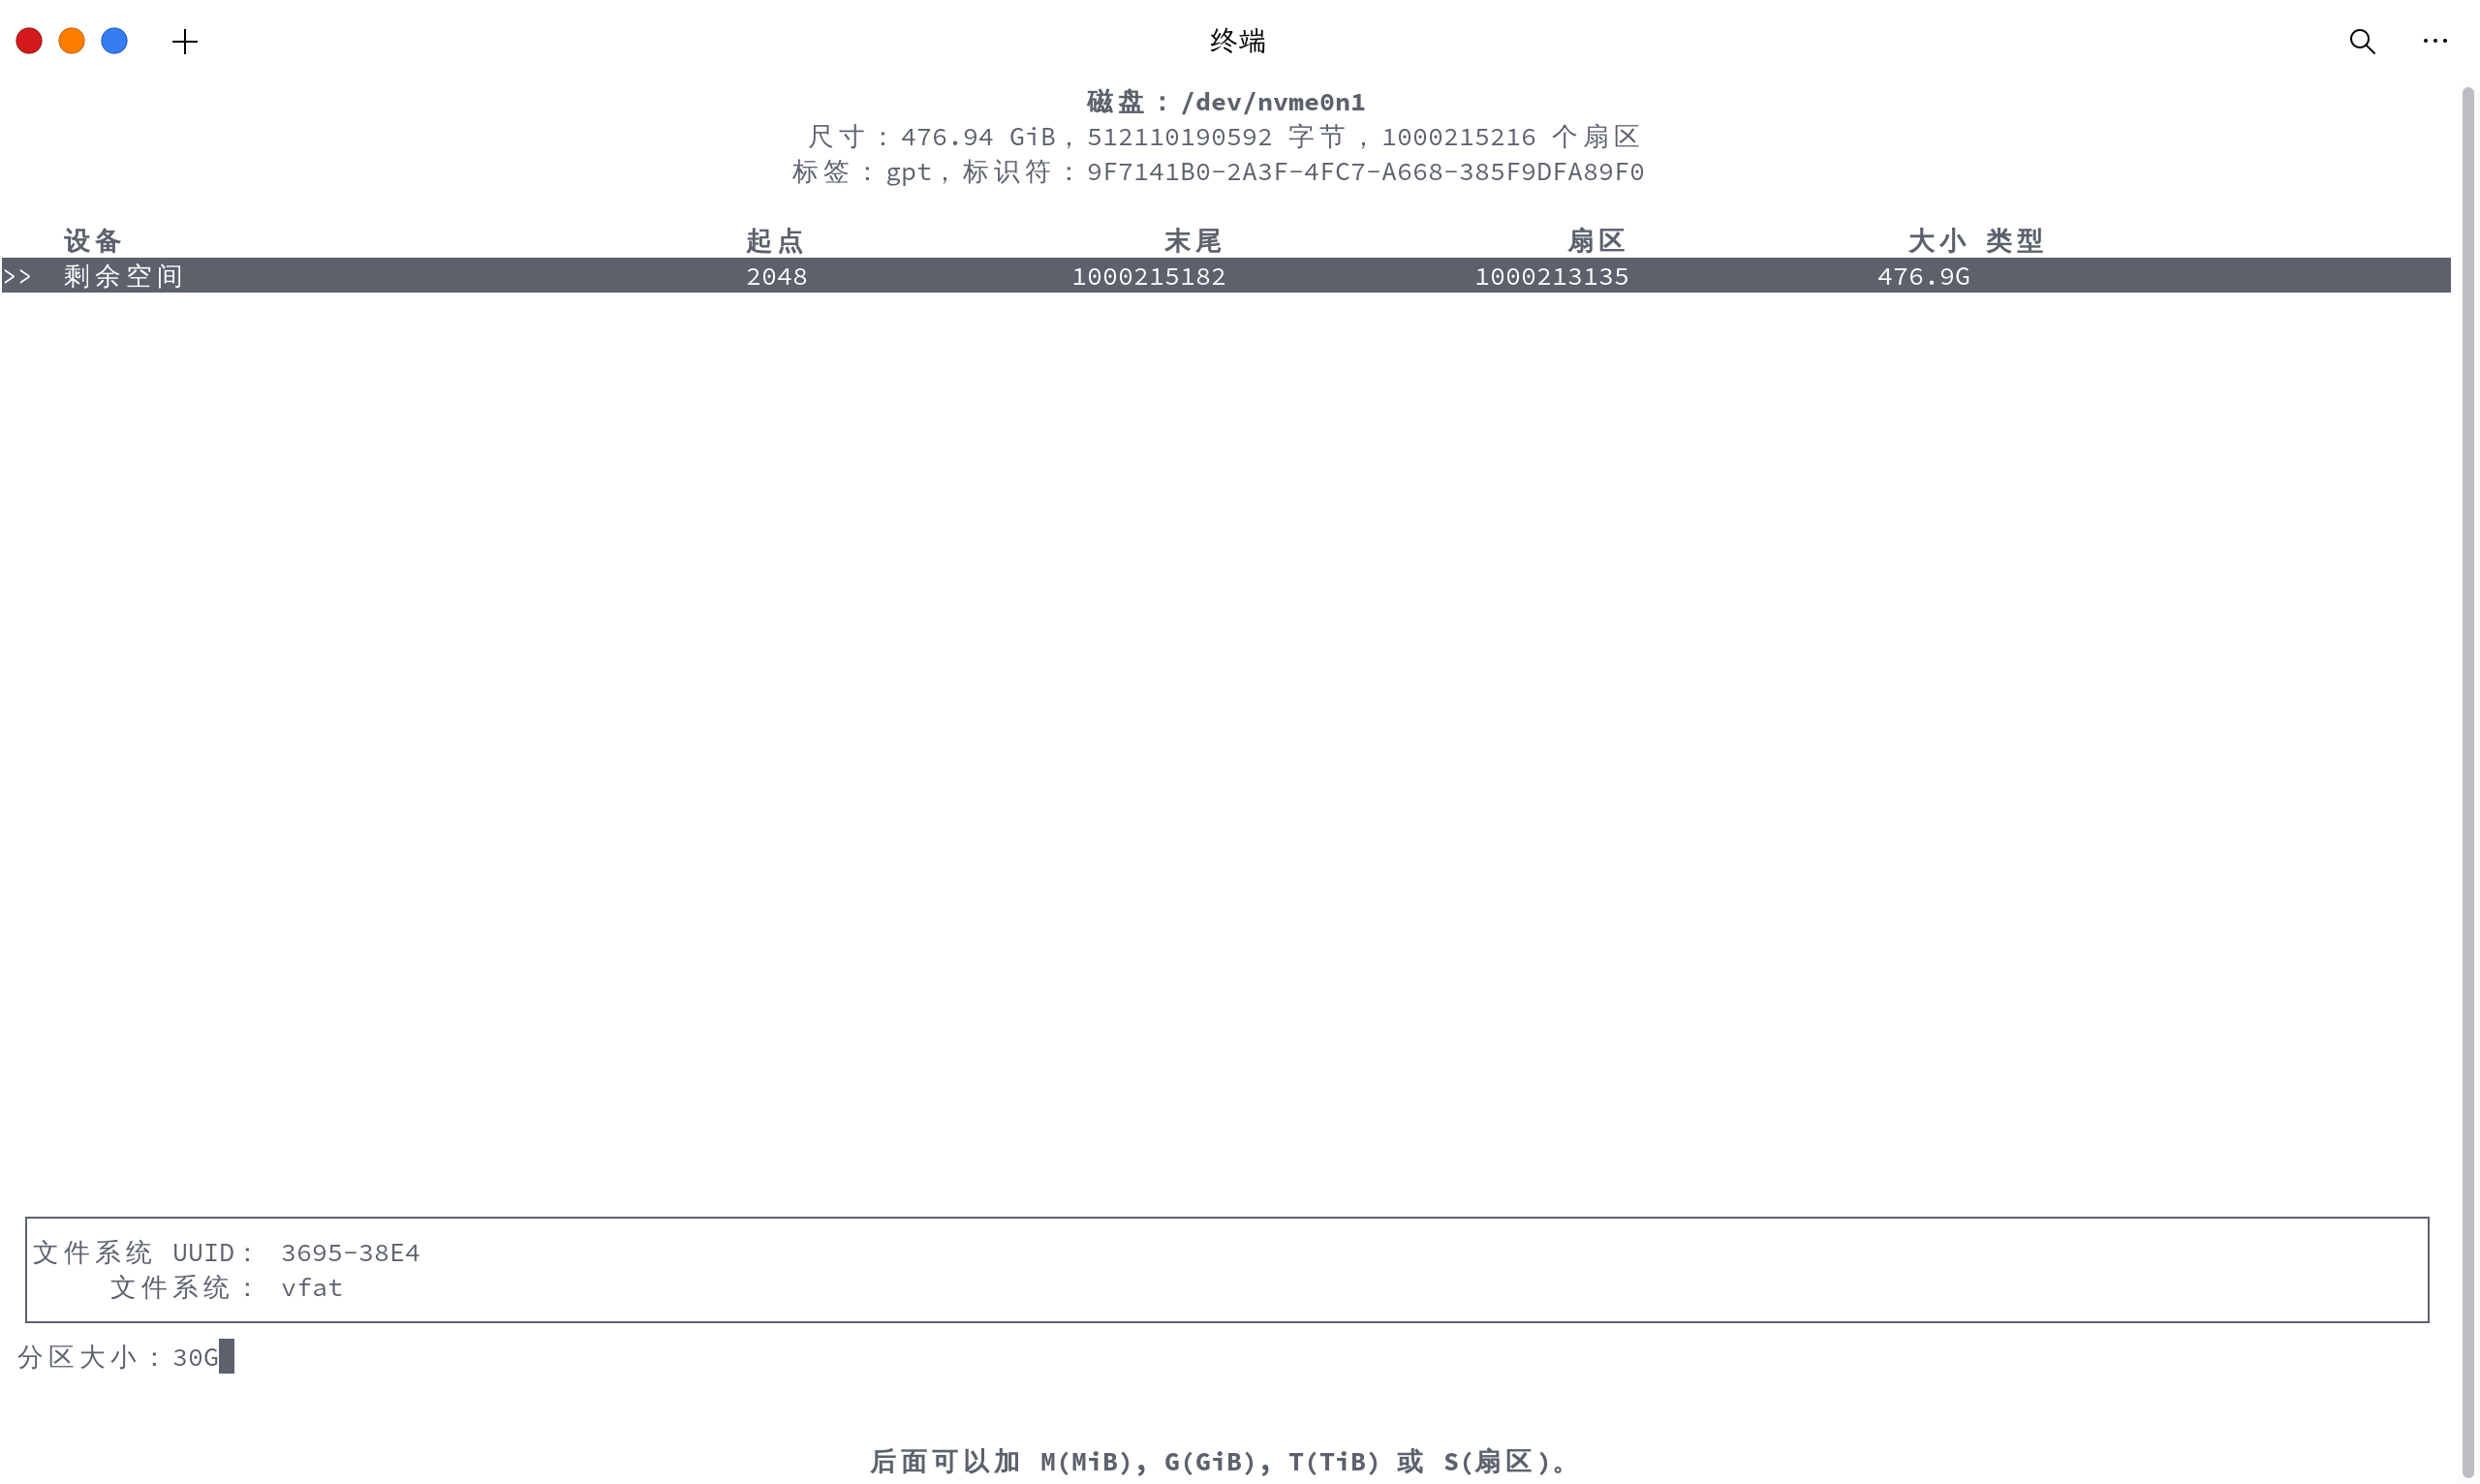 终端
磁盘：/dev/nvme0n1
尺寸：476.94 GiB，512110190592 字节，1000215216 个扇区
标签：gpt，标识符：9F7141B0-2A3F-4FC7-A668-385F9DFA89F0
设备 起点 末尾 扇区 大小 类型
>> 剩余空间 2048 1000215182 1000213135 476.9G
文件系统 UUID： 3695-38E4
文件系统： vfat
分区大小：30G
后面可以加 M(MiB)，G(GiB)，T(TiB) 或 S(扇区)。